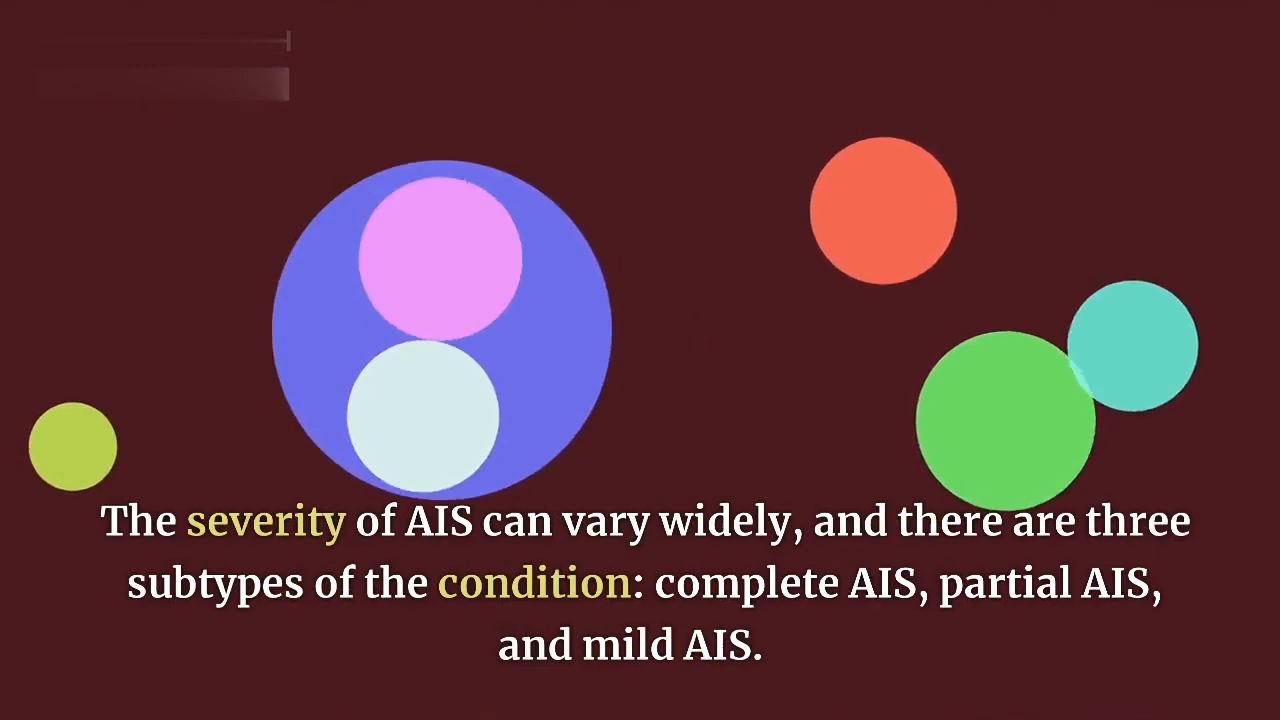 The severity of AIS can vary widely, and there are three
subtypes of the condition: complete AIS, partial AIS,
and mild AIS.